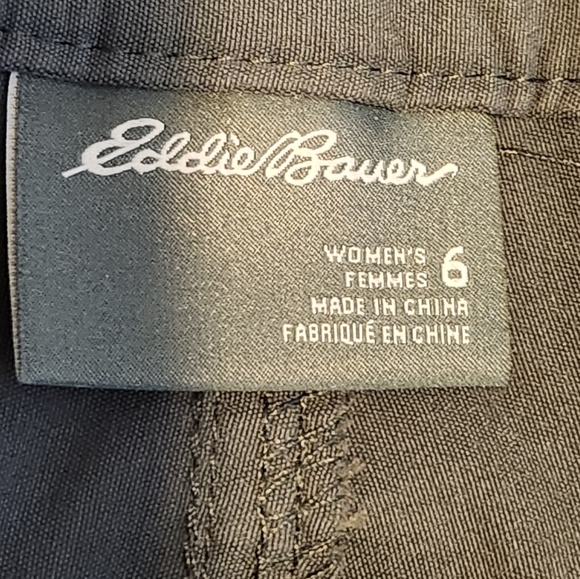 Eddie Bauer
WOMEN'S 6
FEMMES
MADE IN CHINA
FABRIQUÉ EN CHINE